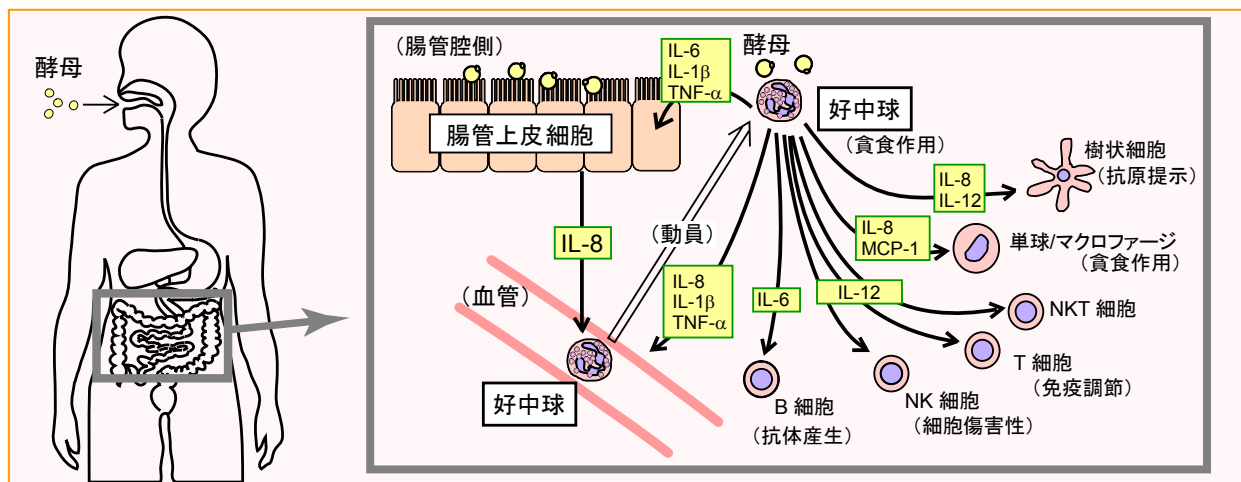 酵母
（腸管腔側）
腸管上皮細胞
IL-6
IL-1β
TNF-α
酵母
好中球
（貪食作用）
樹状細胞
（抗原提示）
IL-8
IL-12
IL-8
MCP-1
単球/マクロファージ
（貪食作用）
IL-8
（動員）
（血管）
IL-8
IL-1β
TNF-α
IL-6
IL-12
NKT 細胞
T 細胞
（免疫調節）
好中球
B 細胞
（抗体産生）
NK 細胞
（細胞傷害性）